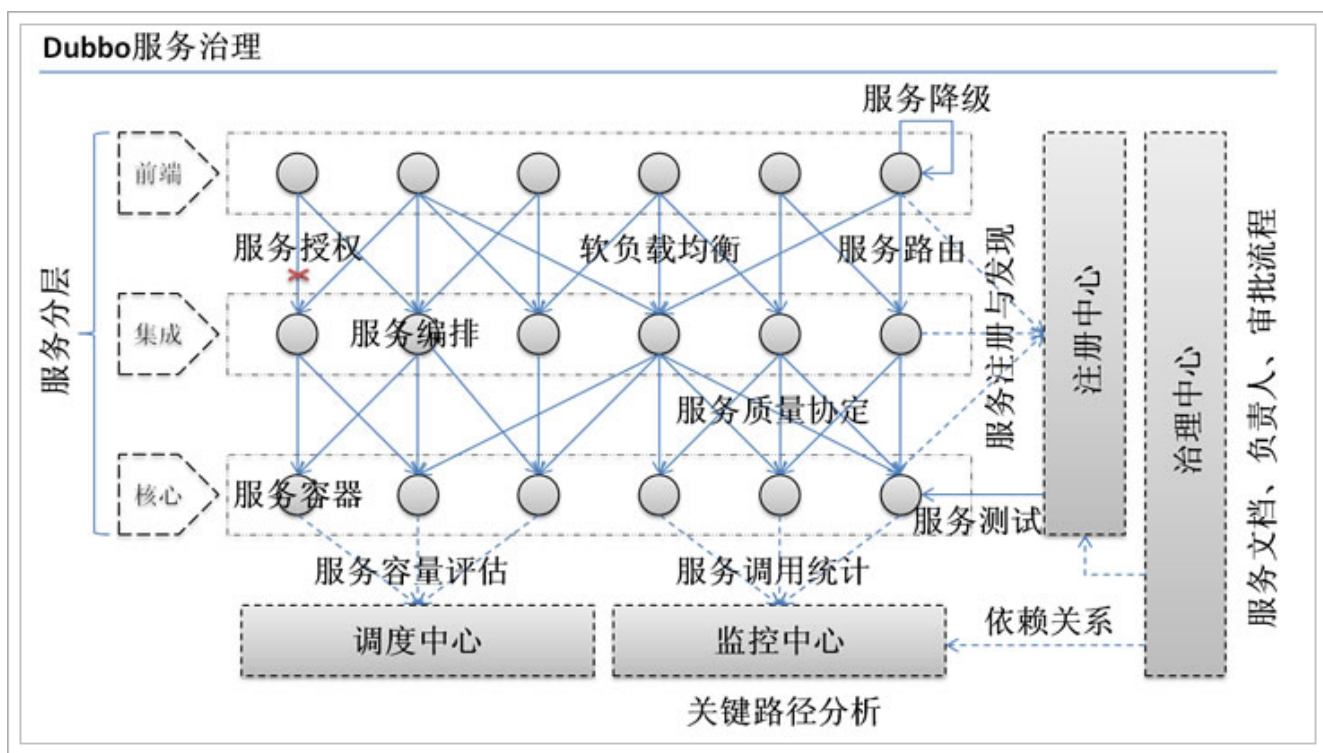 Dubbo服务治理
服务降级
前端
服务授权
软负载均衡
服务路由
服务分层
集成
服务编排
服务注册与发现
注册中心
治理中心
服务文档、负责人、审批流程
服务质量协定
核心
服务容器
服务测试
服务容量评估
服务调用统计
调度中心
监控中心
依赖关系
关键路径分析